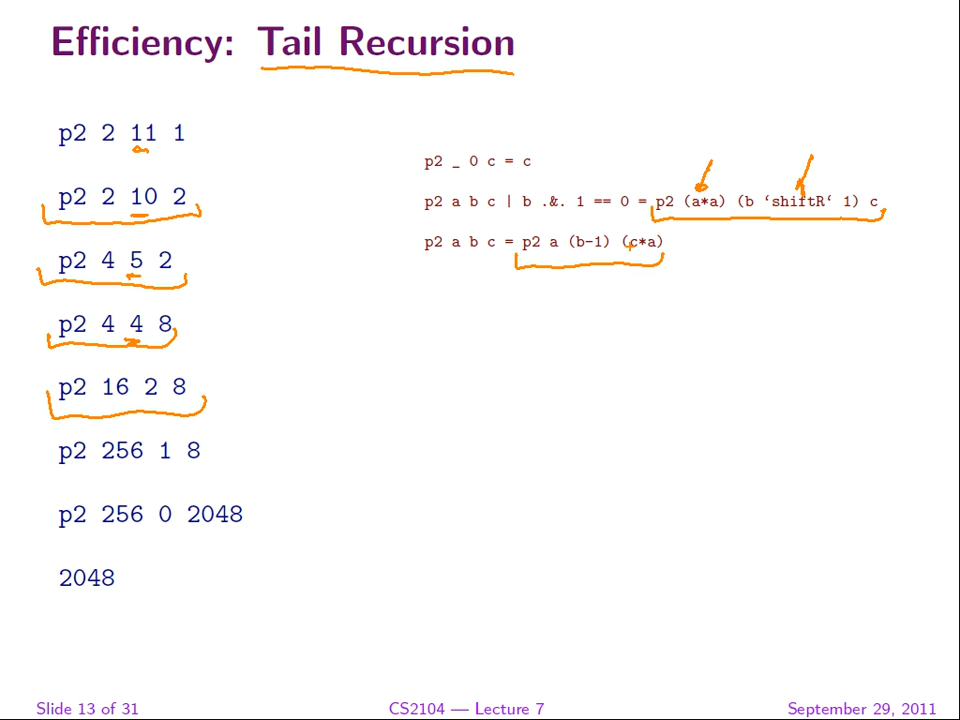 Efficiency: Tail Recursion
p2 2 11 1
p2 2 10 2
p2 4 5 2
p2 4 4 8
p2 16 2 8
p2 256 1 8
p2 256 0 2048
2048
p2 _ 0 c = c
p2 a b c | b .&. 1 == 0 = p2 (a*a) (b ‘shiftR‘ 1) c
p2 a b c = p2 a (b-1) (c*a)
Slide 13 of 31
CS2104 — Lecture 7
September 29, 2011